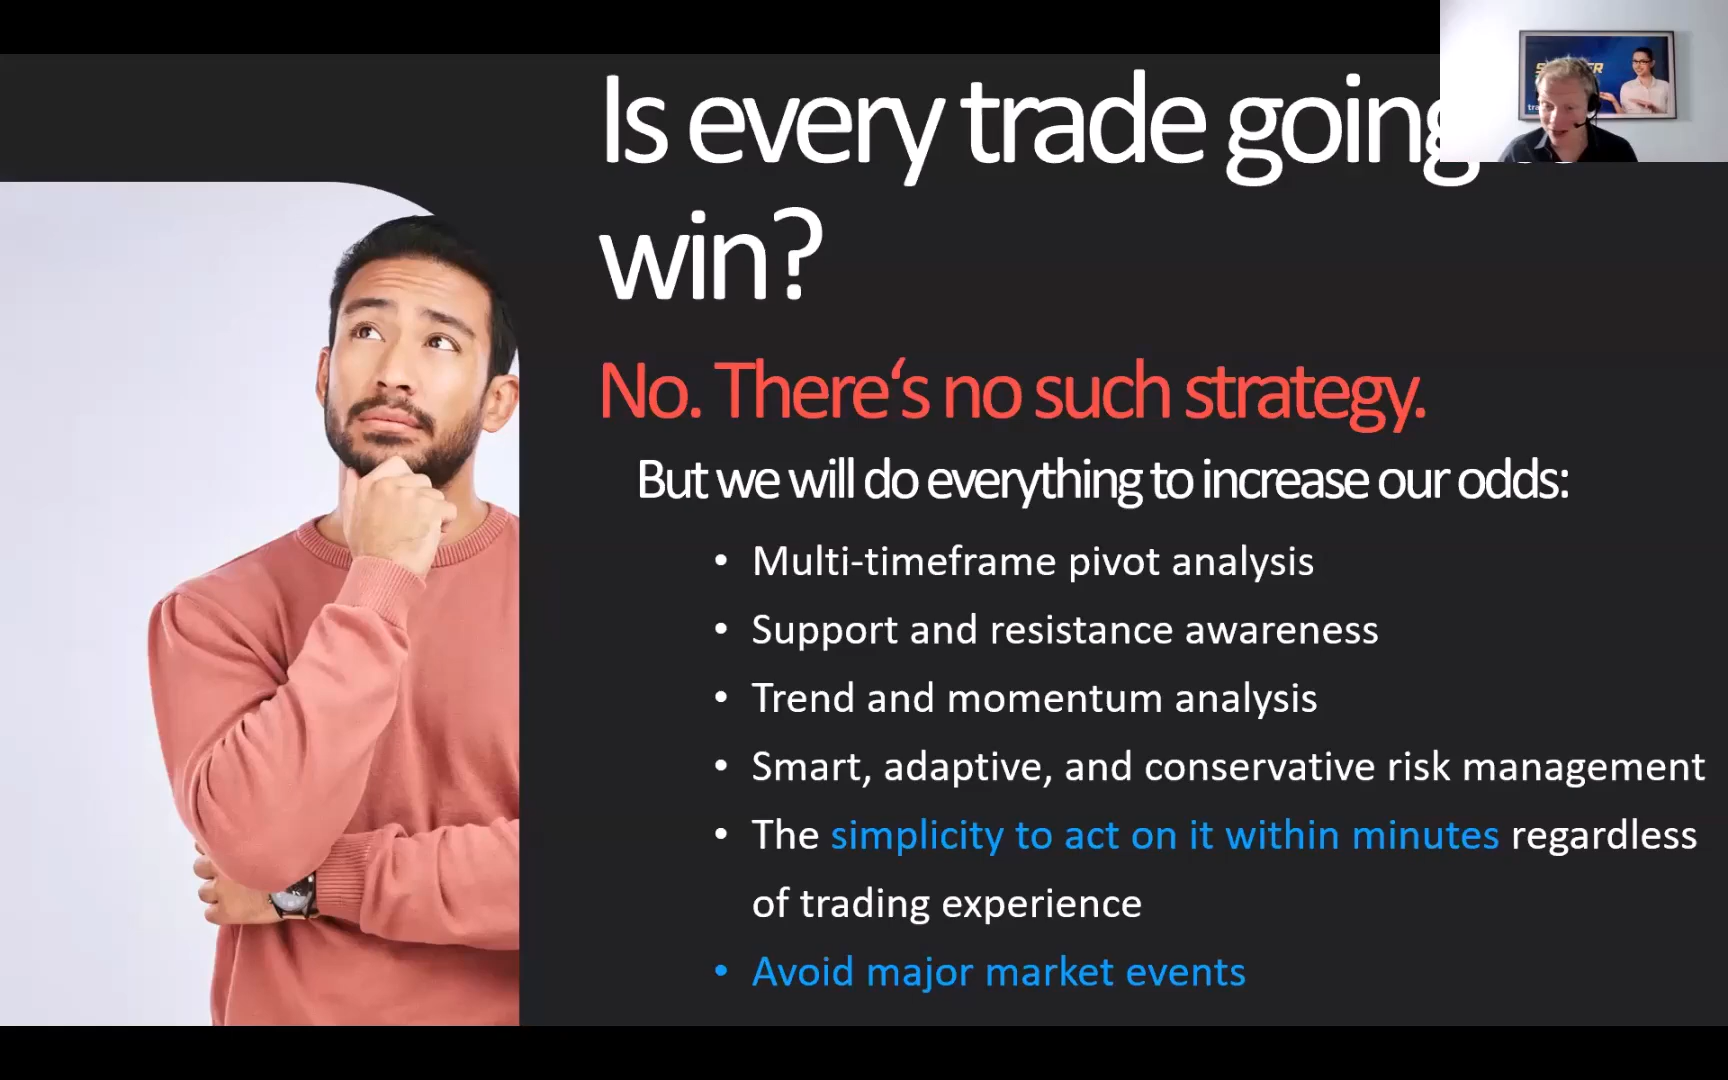 Is every trade going
win?
No. There‘s no such strategy.
But we will do everything to increase our odds:
• Multi-timeframe pivot analysis
• Support and resistance awareness
• Trend and momentum analysis
• Smart, adaptive, and conservative risk management
• The simplicity to act on it within minutes regardless
of trading experience
• Avoid major market events